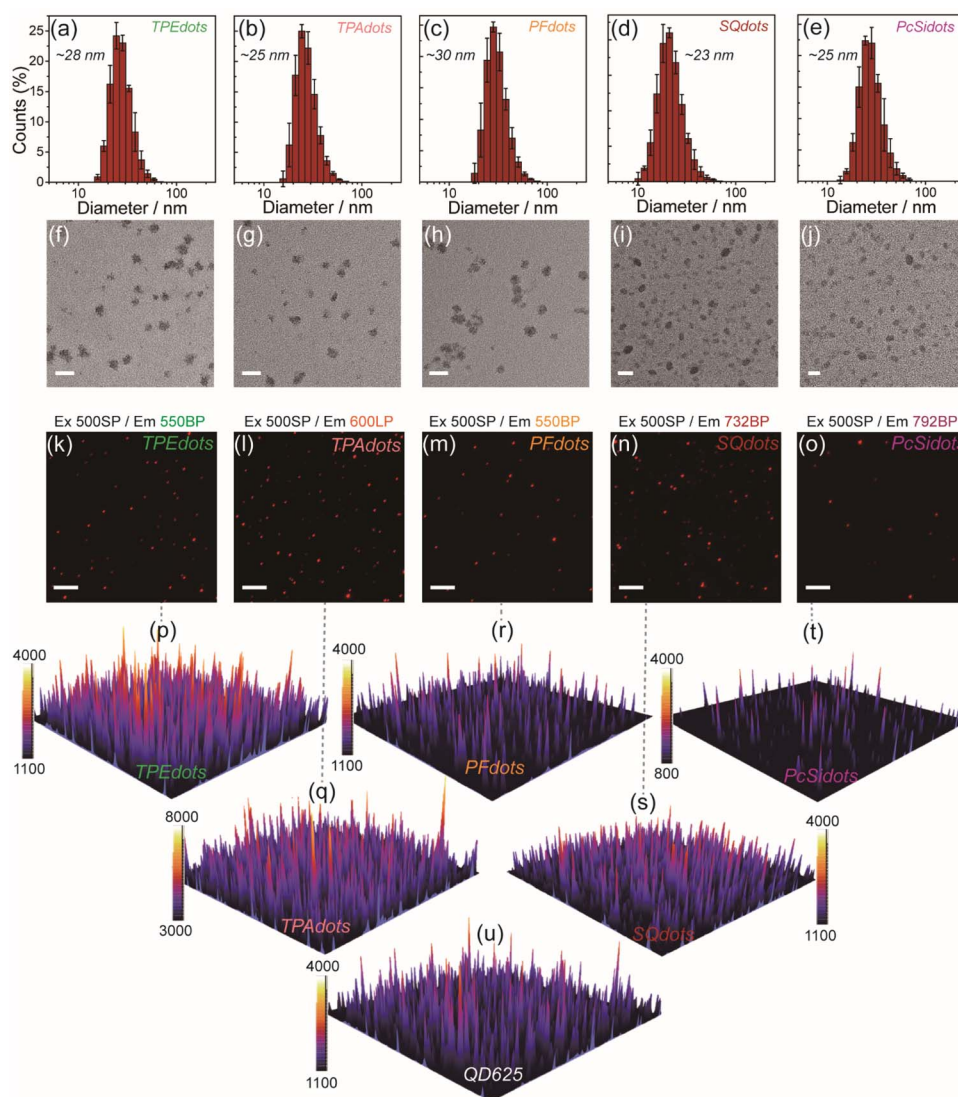 (a) TPEdots
~28 nm
(b) TPAdots
~25 nm
(c) PFdots
~30 nm
(d) SQdots
~23 nm
(e) PcSidots
~25 nm
Counts (%)
25
20
15
10
5
0
10 100
Diameter / nm
10 100
Diameter / nm
10 100
Diameter / nm
10 100
Diameter / nm
10 100
Diameter / nm
(f)
(g)
(h)
(i)
(j)
Ex 500SP / Em 550BP
(k) TPEdots
Ex 500SP / Em 600LP
(l) TPAdots
Ex 500SP / Em 550BP
(m) PFdots
Ex 500SP / Em 732BP
(n) SQdots
Ex 500SP / Em 792BP
(o) PcSidots
(p)
4000
1100
TPEdots
(r)
4000
1100
PFdots
(t)
4000
800
PcSidots
(q)
8000
3000
TPAdots
(s)
4000
1100
SQdots
(u)
4000
1100
QD625